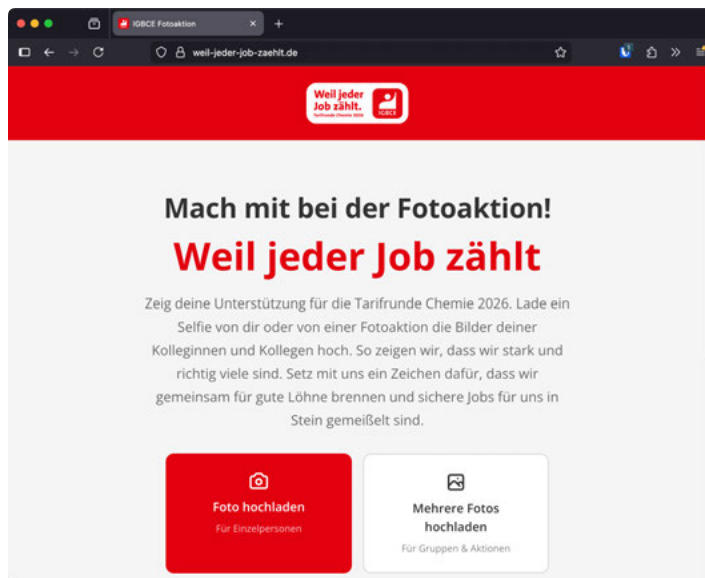 IGBCE Fotoaktion
weil-jeder-job-zaehlt.de
Weil jeder
Job zählt.
Tarifrunde Chemie 2026
IGBCE
Mach mit bei der Fotoaktion!
Weil jeder Job zählt
Zeig deine Unterstützung für die Tarifrunde Chemie 2026. Lade ein
Selfie von dir oder von einer Fotoaktion die Bilder deiner
Kolleginnen und Kollegen hoch. So zeigen wir, dass wir stark und
richtig viele sind. Setz mit uns ein Zeichen dafür, dass wir
gemeinsam für gute Löhne brennen und sichere Jobs für uns in
Stein gemeißelt sind.
Foto hochladen
Für Einzelpersonen
Mehrere Fotos
hochladen
Für Gruppen & Aktionen